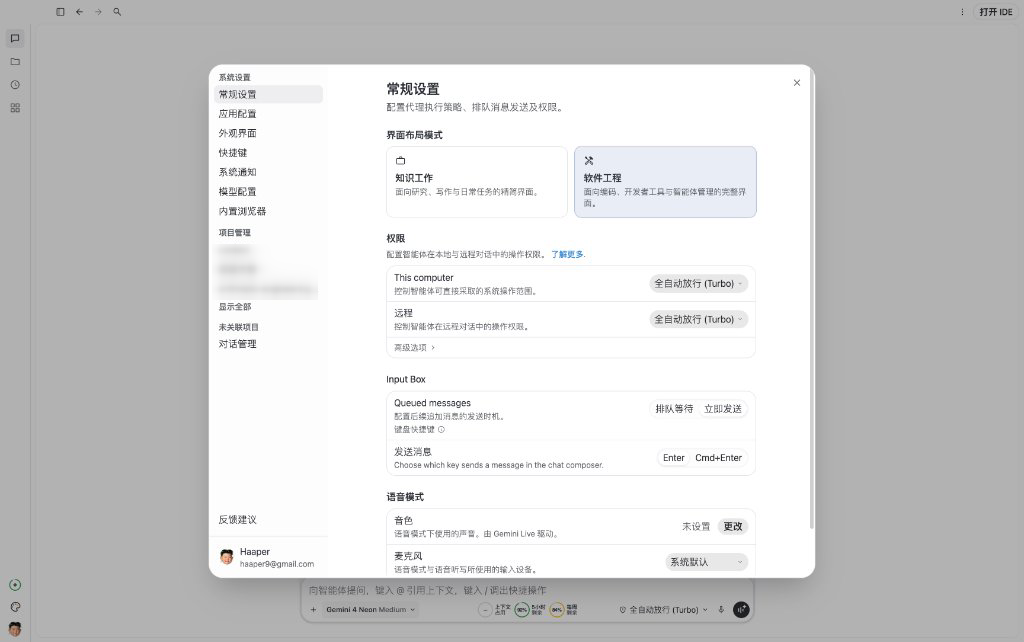 打开 IDE
系统设置
常规设置
应用配置
外观界面
快捷键
系统通知
模型配置
内置浏览器
项目管理
显示全部
未关联项目
对话管理
反馈建议
Haaper
haaper9@gmail.com
常规设置
配置代理执行策略、排队消息发送及权限。
界面布局模式
知识工作
面向研究、写作与日常任务的精简界面。
软件工程
面向编码、开发者工具与智能体管理的完整界
面。
权限
配置智能体在本地与远程对话中的操作权限。 了解更多.
This computer
控制智能体可直接采取的系统操作范围。
全自动放行 (Turbo)
远程
控制智能体在远程对话中的操作权限。
全自动放行 (Turbo)
高级选项
Input Box
Queued messages
配置后续追加消息的发送时机。
键盘快捷键
排队等待 立即发送
发送消息
Choose which key sends a message in the chat composer.
Enter Cmd+Enter
语音模式
音色
语音模式下使用的声音。由 Gemini Live 驱动。
未设置 更改
麦克风
语音模式与语音听写所使用的输入设备。
系统默认
向智能体提问，键入 @ 引用上下文，键入 / 调出快捷操作
Gemini 4 Neon Medium
上下文
占用
5小时
剩余
每周
剩余
全自动放行 (Turbo)